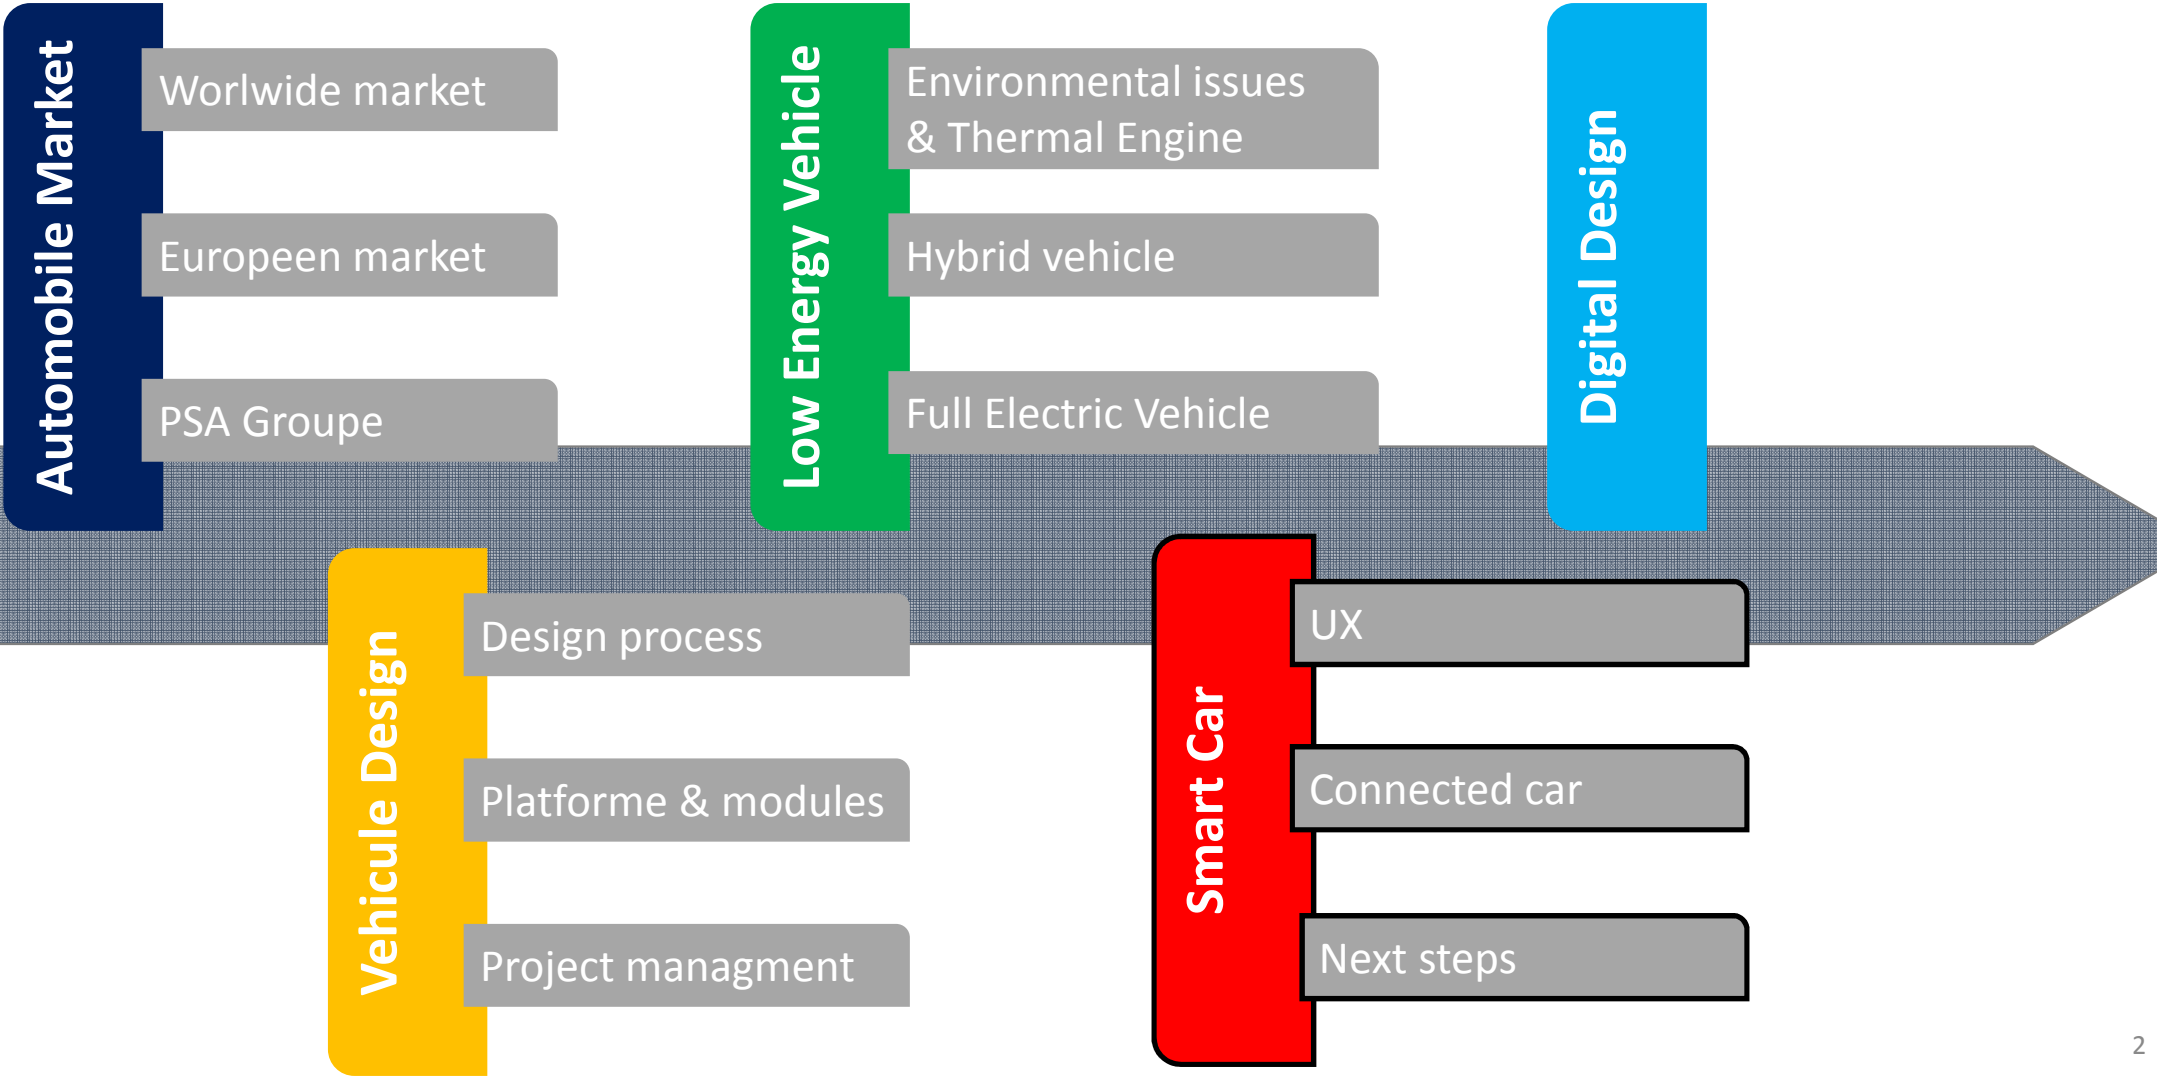 Automobile Market
Worlwide market
Europeen market
PSA Groupe
Vehicule Design
Design process
Platforme & modules
Project managment
Low Energy Vehicle
Environmental issues
& Thermal Engine
Hybrid vehicle
Full Electric Vehicle
Smart Car
UX
Connected car
Next steps
Digital Design
2